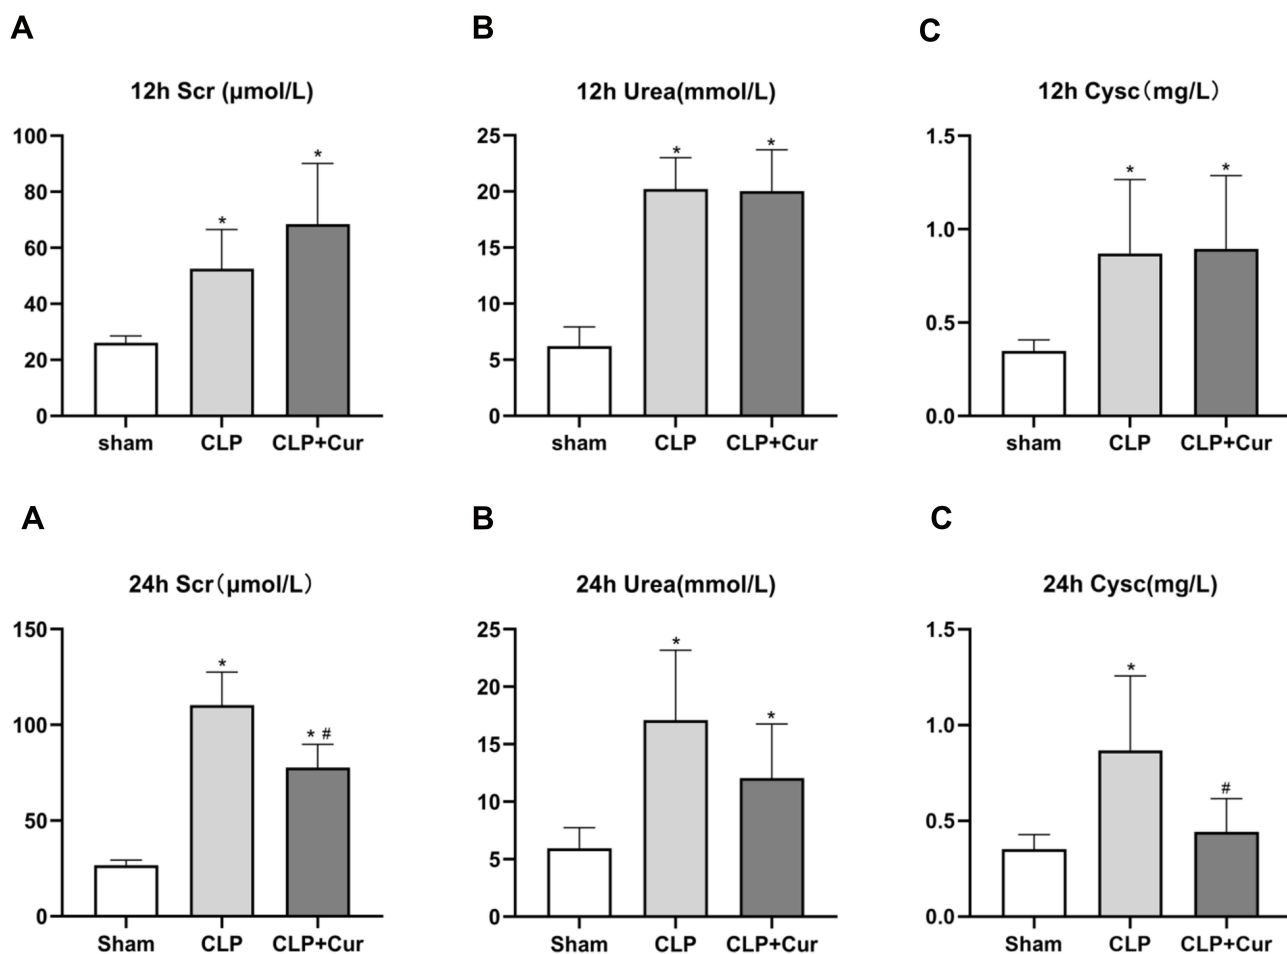 A
B
C
12h Scr (μmol/L)
12h Urea(mmol/L)
12h Cysc（mg/L）
100
80
60
40
20
0
*
*
sham
CLP
CLP+Cur
25
20
15
10
5
0
*
*
sham
CLP
CLP+Cur
1.5
1.0
0.5
0.0
*
*
sham
CLP
CLP+Cur
A
B
C
24h Scr（μmol/L）
24h Urea(mmol/L)
24h Cysc(mg/L)
150
100
50
0
*
* #
Sham
CLP
CLP+Cur
25
20
15
10
5
0
*
*
Sham
CLP
CLP+Cur
1.5
1.0
0.5
0.0
*
#
Sham
CLP
CLP+Cur